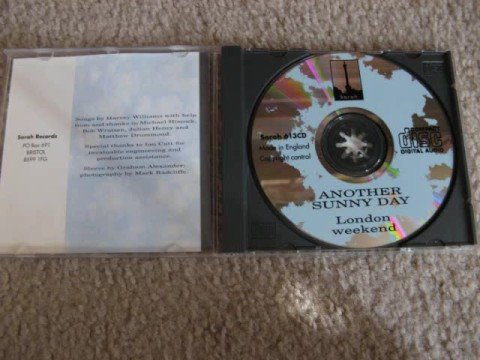 Songs by Harvey Williams with help
from and thanks to Michael Hiscock,
Bob Wratten, Julian Henry and
Matthew Drummond.
Special thanks to Ian Catt for
invaluable engineering and
production assistance.
Sleeve by Graham Alexander;
photography by Mark Radcliffe.
Sarah Records
PO Box 691
BRISTOL
BS99 1FG
Sarah
Sarah 613CD
Made in England
Copyright control
COMPACT
disc
DIGITAL AUDIO
ANOTHER
SUNNY DAY
London
weekend